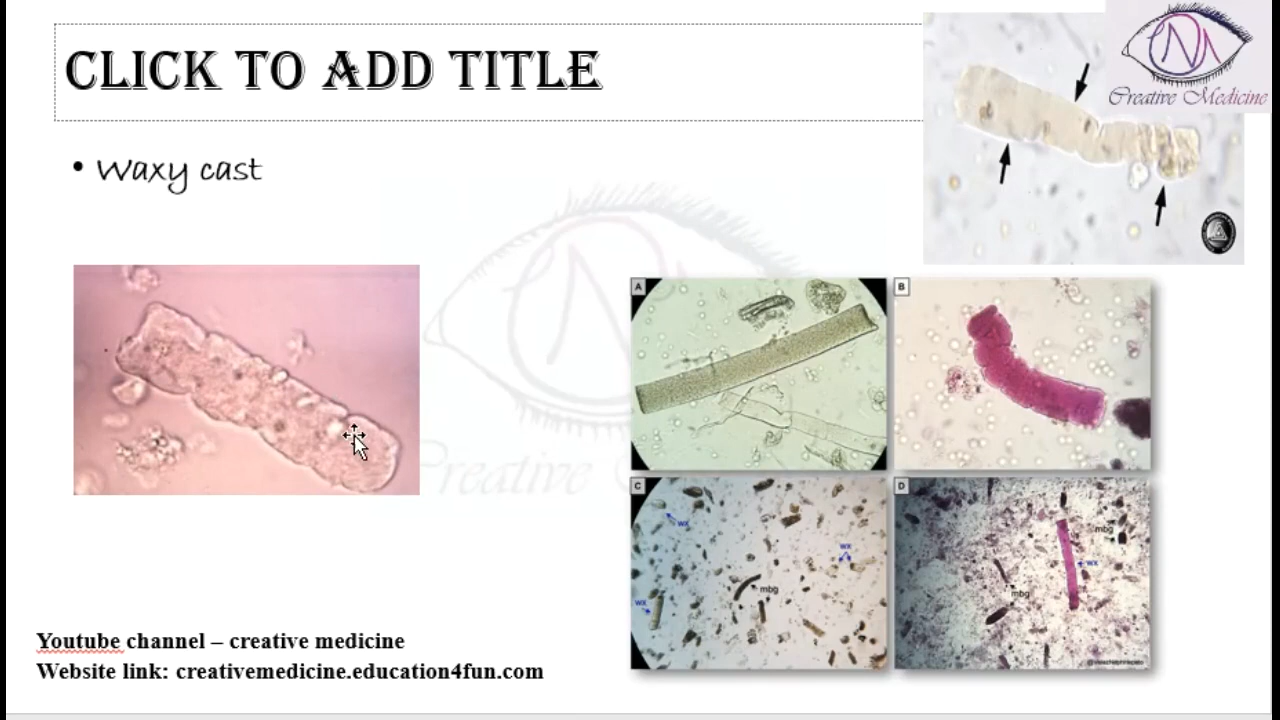 CLICK TO ADD TITLE
Creative Medicine
• Waxy cast
A
B
C
D
wx
wx
wx
mbg
mbg
wx
mbg
Youtube channel – creative medicine
Website link: creativemedicine.education4fun.com